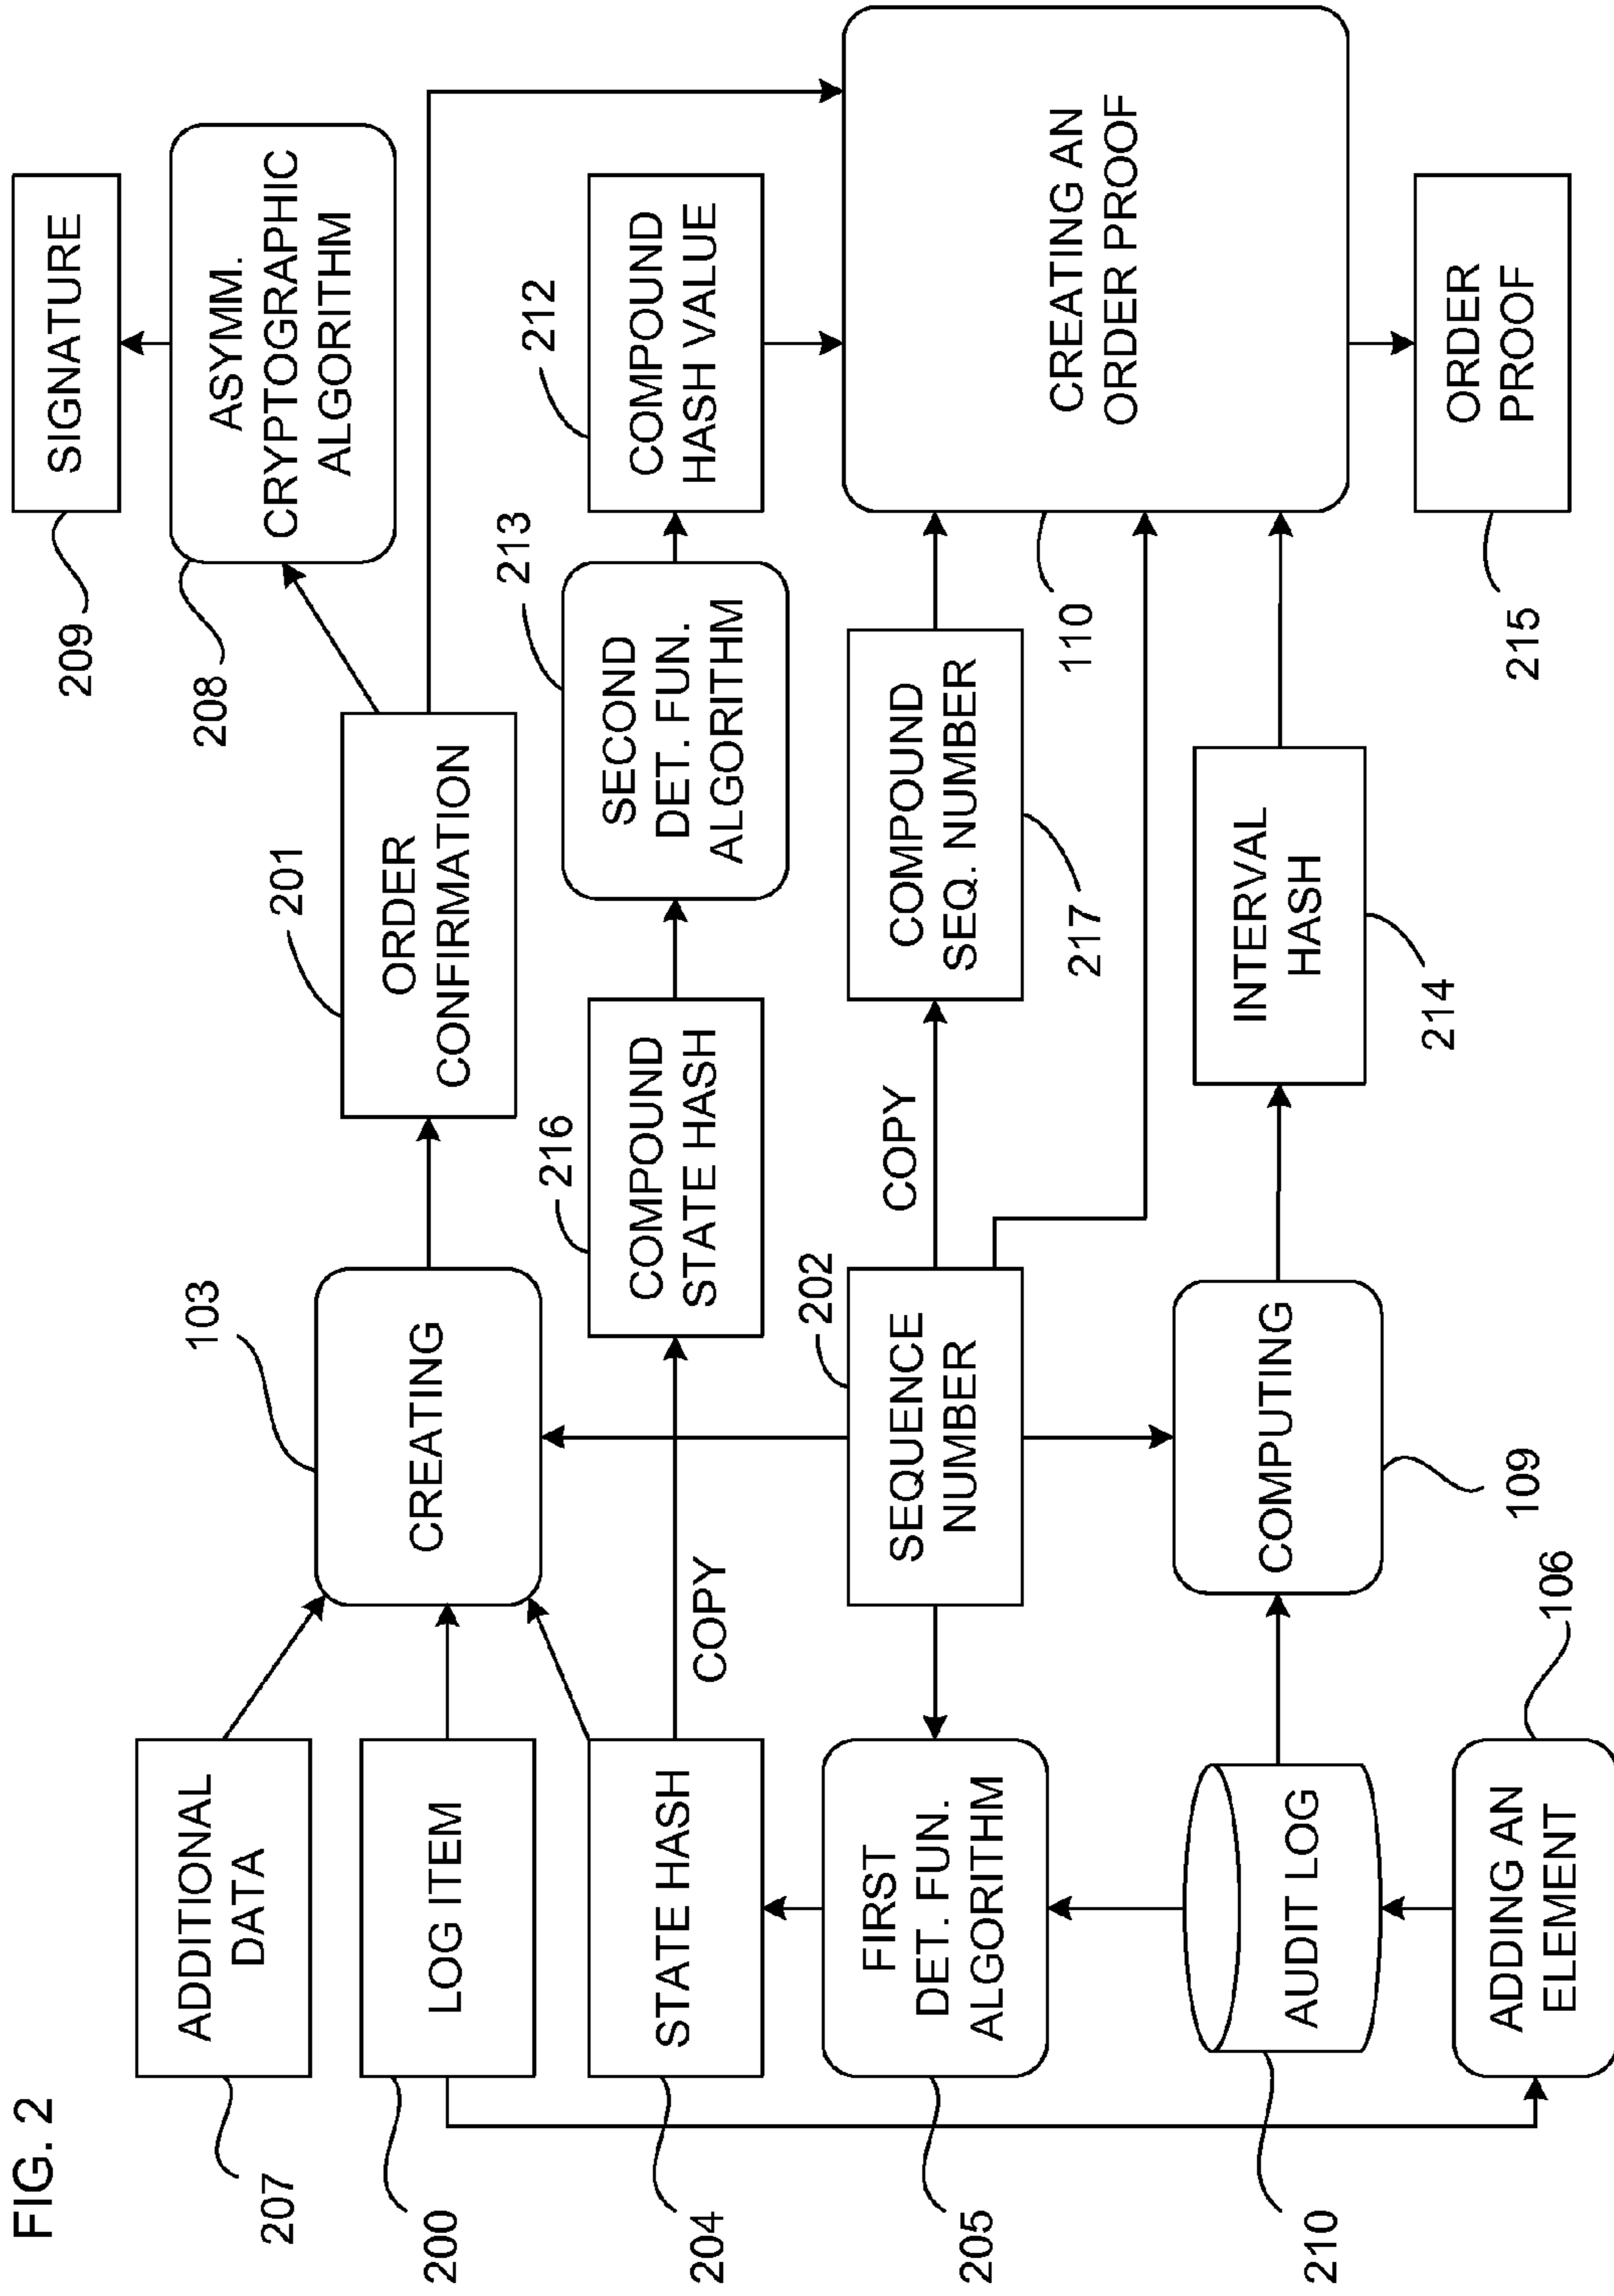 FIG. 2
207
ADDITIONAL
DATA
200
LOG ITEM
204
STATE HASH
205
FIRST
DET. FUN.
ALGORITHM
210
AUDIT LOG
106
ADDING AN
ELEMENT
103
CREATING
COPY
216
COMPOUND
STATE HASH
202
SEQUENCE
NUMBER
COPY
109
COMPUTING
201
ORDER
CONFIRMATION
213
SECOND
DET. FUN.
ALGORITHM
217
COMPOUND
SEQ. NUMBER
214
INTERVAL
HASH
209
SIGNATURE
208
ASYMM.
CRYPTOGRAPHIC
ALGORITHM
212
COMPOUND
HASH VALUE
110
CREATING AN
ORDER PROOF
215
ORDER
PROOF